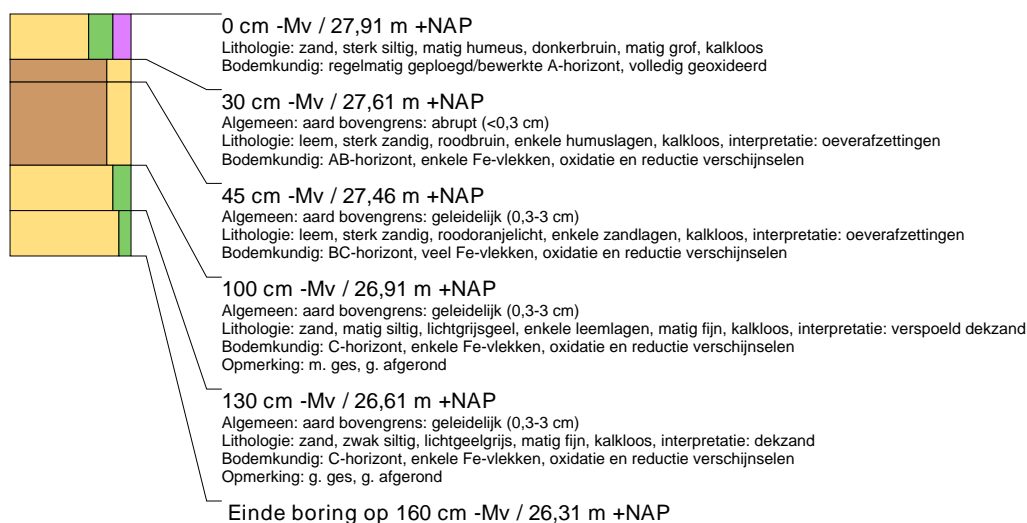 0 cm -Mv / 27,91 m +NAP
Lithologie: zand, sterk siltig, matig humeus, donkerbruin, matig grof, kalkloos
Bodemkundig: regelmatig geploegd/bewerkte A-horizont, volledig geoxideerd
30 cm -Mv / 27,61 m +NAP
Algemeen: aard bovengrens: abrupt (<0,3 cm)
Lithologie: leem, sterk zandig, roodbruin, enkele humuslagen, kalkloos, interpretatie: oeverafzettingen
Bodemkundig: AB-horizont, enkele Fe-vlekken, oxidatie en reductie verschijnselen
45 cm -Mv / 27,46 m +NAP
Algemeen: aard bovengrens: geleidelijk (0,3-3 cm)
Lithologie: leem, sterk zandig, roodoranjelicht, enkele zandlagen, kalkloos, interpretatie: oeverafzettingen
Bodemkundig: BC-horizont, veel Fe-vlekken, oxidatie en reductie verschijnselen
100 cm -Mv / 26,91 m +NAP
Algemeen: aard bovengrens: geleidelijk (0,3-3 cm)
Lithologie: zand, matig siltig, lichtgrijsgeel, enkele leemlagen, matig fijn, kalkloos, interpretatie: verspoeld dekzand
Bodemkundig: C-horizont, enkele Fe-vlekken, oxidatie en reductie verschijnselen
Opmerking: m. ges, g. afgerond
130 cm -Mv / 26,61 m +NAP
Algemeen: aard bovengrens: geleidelijk (0,3-3 cm)
Lithologie: zand, zwak siltig, lichtgeelgrijs, matig fijn, kalkloos, interpretatie: dekzand
Bodemkundig: C-horizont, enkele Fe-vlekken, oxidatie en reductie verschijnselen
Opmerking: g. ges, g. afgerond
Einde boring op 160 cm -Mv / 26,31 m +NAP